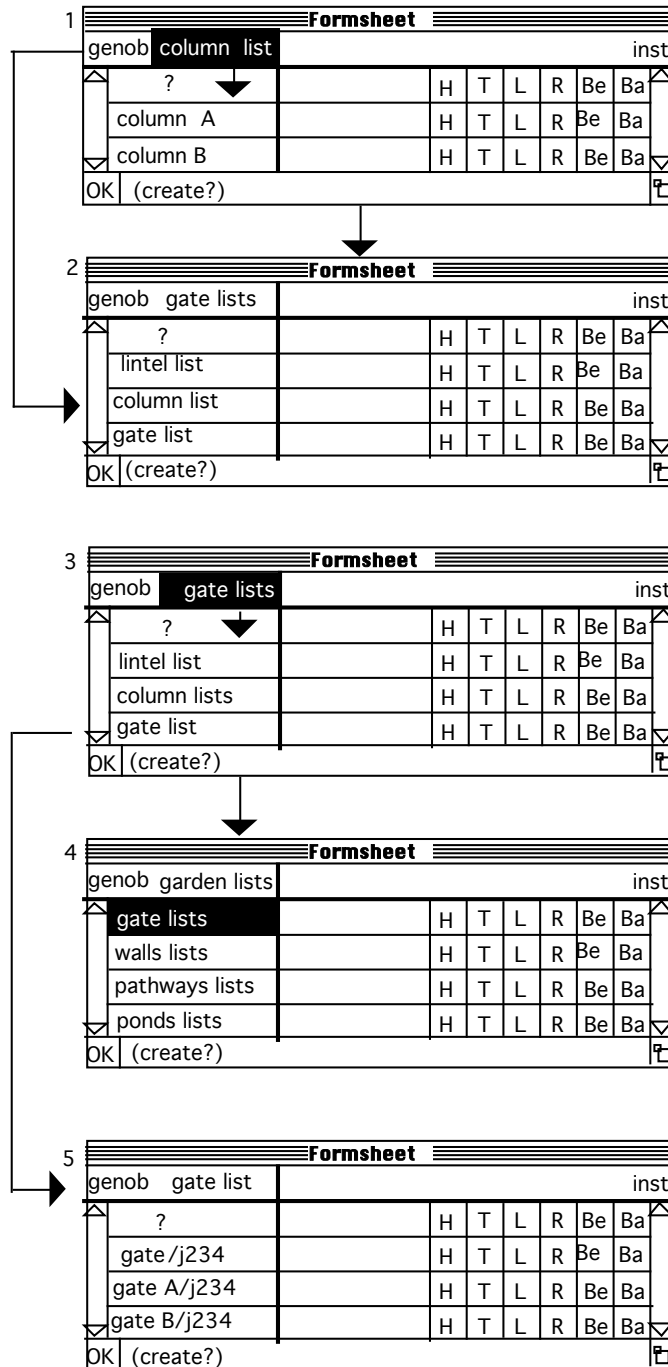 1 Formsheet
genob column list inst
? H T L R Be Ba
column A H T L R Be Ba
column B H T L R Be Ba
OK (create?)
2 Formsheet
genob gate lists inst
? H T L R Be Ba
lintel list H T L R Be Ba
column list H T L R Be Ba
gate list H T L R Be Ba
OK (create?)
3 Formsheet
genob gate lists inst
? H T L R Be Ba
lintel list H T L R Be Ba
column lists H T L R Be Ba
gate list H T L R Be Ba
OK (create?)
4 Formsheet
genob garden lists inst
gate lists H T L R Be Ba
walls lists H T L R Be Ba
pathways lists H T L R Be Ba
ponds lists H T L R Be Ba
OK (create?)
5 Formsheet
genob gate list inst
? H T L R Be Ba
gate/j234 H T L R Be Ba
gate A/j234 H T L R Be Ba
gate B/j234 H T L R Be Ba
OK (create?)